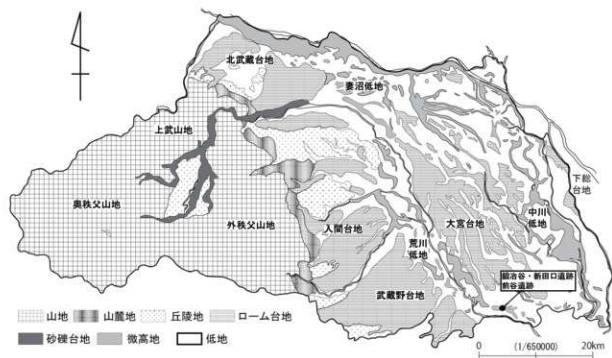 北武蔵台地
妻沼低地
上武山地
下総
台地
奥秩父山地
外秩父山地
入間台地
荒川
低地
大宮台地
中川
低地
鍛冶谷・新田口遺跡
前谷遺跡
武蔵野台地
山地
山麓地
丘陵地
ローム台地
砂礫台地
微高地
低地
0 (1/650000) 20km